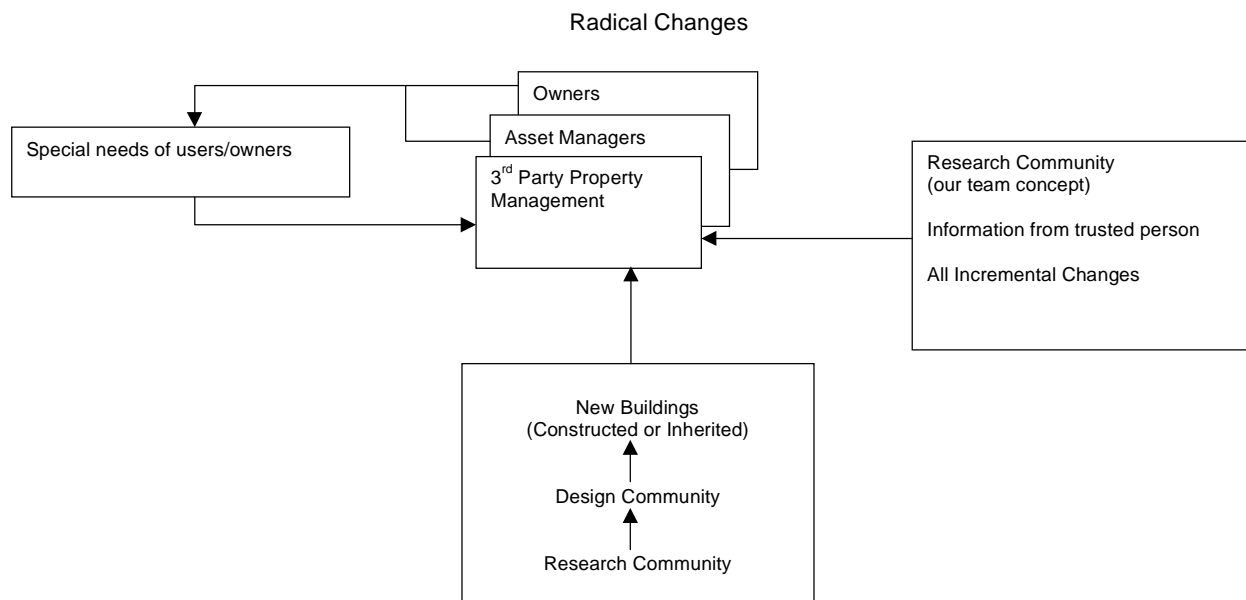 Radical Changes
Owners
Asset Managers
3rd Party Property
Management
Special needs of users/owners
Research Community
(our team concept)
Information from trusted person
All Incremental Changes
New Buildings
(Constructed or Inherited)
Design Community
Research Community